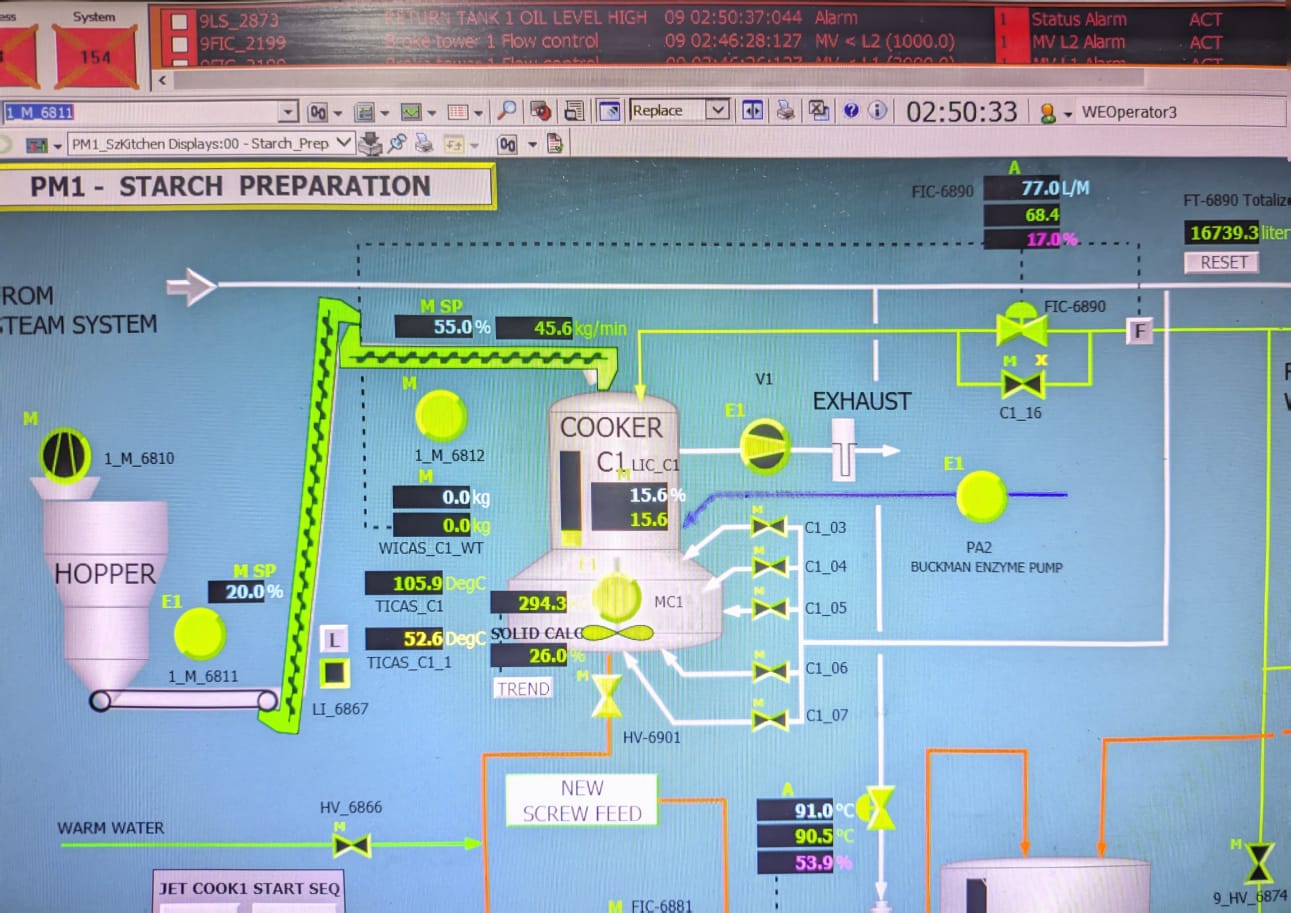 ess
System
154
9LS_2873 RETURN TANK 1 OIL LEVEL HIGH 09 02:50:37:044 Alarm 1 Status Alarm ACT
9FIC_2199 Broke tower 1 Flow control 09 02:46:28:127 MV < L2 (1000.0) 1 MV L2 Alarm ACT
1_M_6811 Replace 02:50:33 WEOperator3
PM1_SzKitchen Displays:00 - Starch_Prep
PM1 - STARCH PREPARATION
A
FIC-6890 77.0 L/M
68.4
17.0 %
FT-6890 Totalize
16739.3 liter
RESET
ROM
STEAM SYSTEM
M SP
55.0 % 45.6 kg/min
FIC-6890
F
M X
C1_16
V1
E1
EXHAUST
M
1_M_6810
M
1_M_6812
COOKER
C1 LIC_C1
M
15.6 %
15.6
M
0.0 kg
0.0 kg
WICAS_C1_WT
E1
PA2
BUCKMAN ENZYME PUMP
M C1_03
M C1_04
M C1_05
M C1_06
M C1_07
HOPPER
M SP
20.0 %
E1
1_M_6811
105.9 DegC
TICAS_C1
52.6 DegC
TICAS_C1_1
L
LI_6867
E1
MC1
294.3
SOLID CALC
26.0 %
TREND
M
HV-6901
NEW
SCREW FEED
HV_6866
M
WARM WATER
A
91.0 °C
90.5 °C
53.9 %
JET COOK1 START SEQ
M FIC-6881
M
9_HV_6874